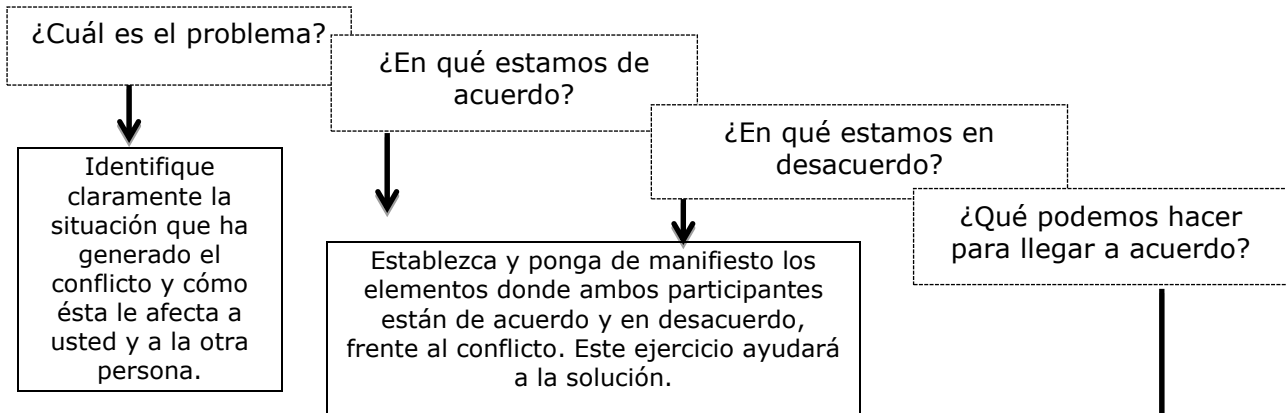 ¿Cuál es el problema?
¿En qué estamos de
acuerdo?
¿En qué estamos en
desacuerdo?
¿Qué podemos hacer
para llegar a acuerdo?
Identifique
claramente la
situación que ha
generado el
conflicto y cómo
ésta le afecta a
usted y a la otra
persona.
Establezca y ponga de manifiesto los
elementos donde ambos participantes
están de acuerdo y en desacuerdo,
frente al conflicto. Este ejercicio ayudará
a la solución.